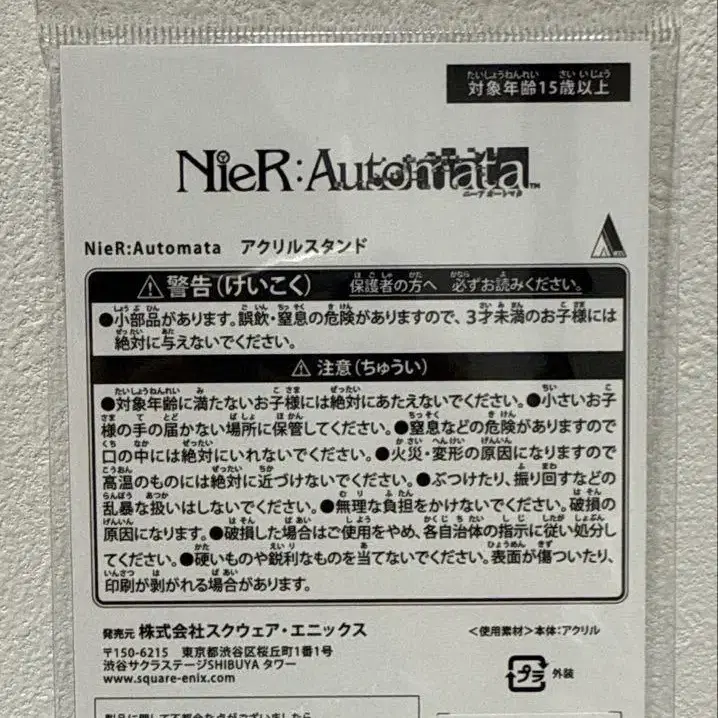 対象年齢15歳以上
NieR:Automata™
ニーア オートマタ
NieR:Automata アクリルスタンド
⚠警告(けいこく) 保護者の方へ 必ずお読みください。
●小部品があります。誤飲・窒息の危険がありますので、3才未満のお子様には
絶対に与えないでください。
⚠注意(ちゅうい)
●対象年齢に満たないお子様には絶対にあたえないでください。●小さいお子
様の手の届かない場所に保管してください。●窒息などの危険がありますので
口の中には絶対にいれないでください。●火災・変形の原因になりますので
高温のものには絶対に近づけないでください。●ぶつけたり、振り回すなどの
乱暴な扱いはしないでください。●無理な負担をかけないでください。破損の
原因になります。●破損した場合はご使用をやめ、各自治体の指示に従い処分し
てください。●硬いものや鋭利なものを当てないでください。表面が傷ついたり、
印刷が剥がれる場合があります。
発売元 株式会社スクウェア・エニックス
〒150-6215 東京都渋谷区桜丘町1番1号
渋谷サクラステージSHIBUYA タワー
www.square-enix.com
<使用素材>本体:アクリル
プラ 外装